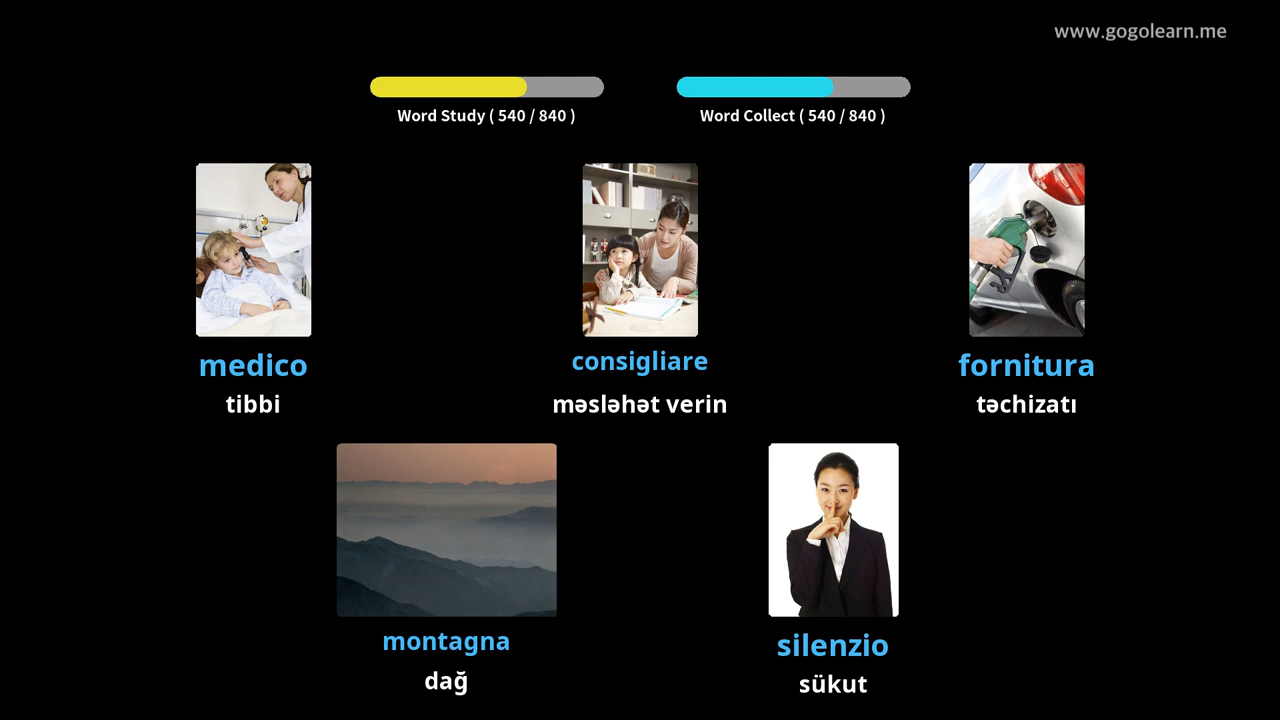 www.gogolearn.me
Word Study ( 540 / 840 )
Word Collect ( 540 / 840 )
medico
tibbi
consigliare
məsləhət verin
fornitura
təchizatı
montagna
dağ
silenzio
sükut